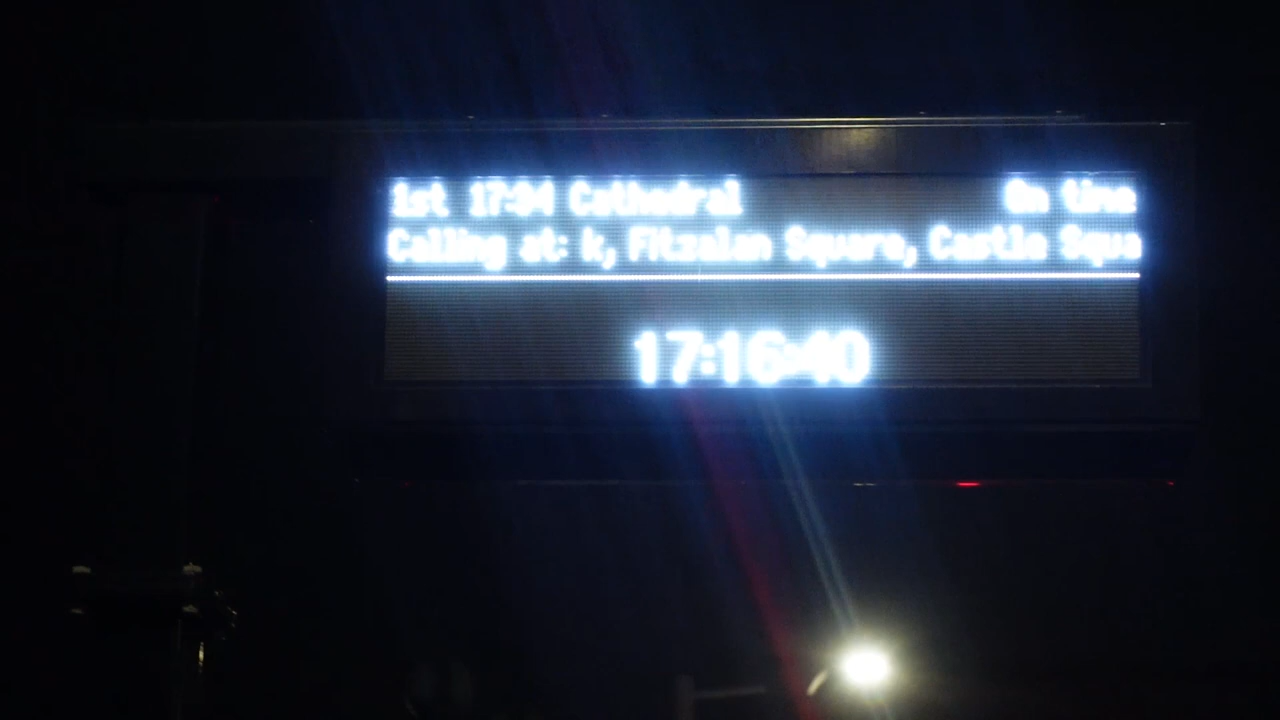 1st 17:34 Cathedral On time
Calling at: k, Fitzalan Square, Castle Squa
17:16:40